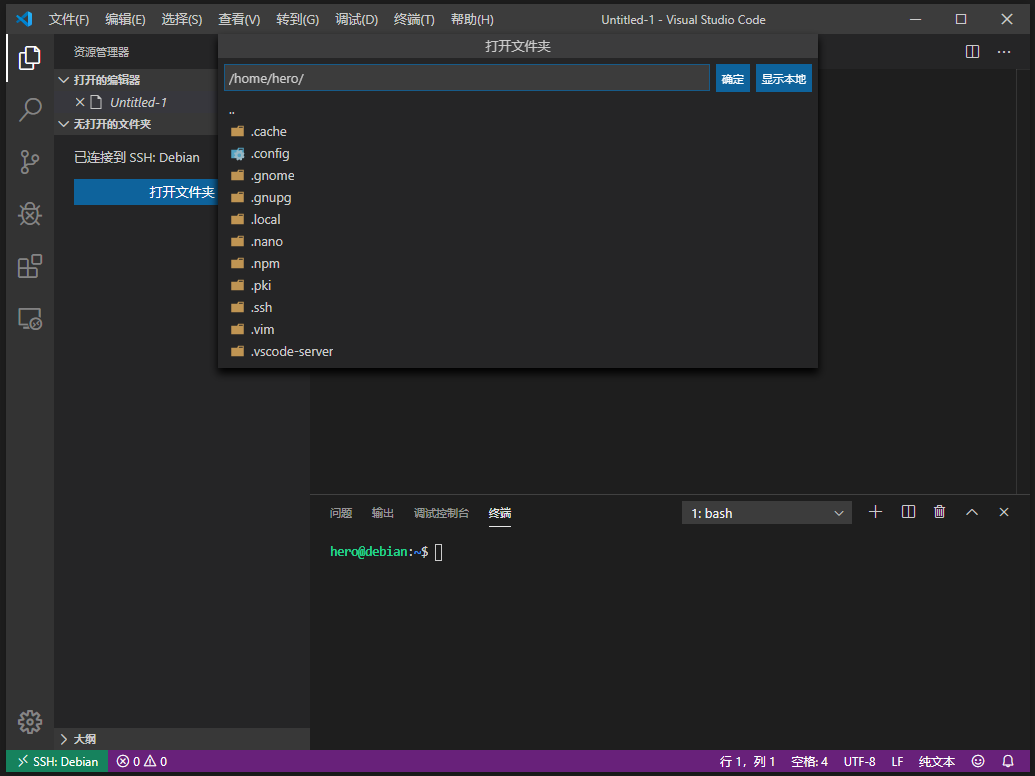 文件(F) 编辑(E) 选择(S) 查看(V) 转到(G) 调试(D) 终端(T) 帮助(H) Untitled-1 - Visual Studio Code
资源管理器
打开的编辑器
Untitled-1
无打开的文件夹
已连接到 SSH: Debian
打开文件夹
打开文件夹
/home/hero/ 确定 显示本地
..
.cache
.config
.gnome
.gnupg
.local
.nano
.npm
.pki
.ssh
.vim
.vscode-server
问题 输出 调试控制台 终端 1: bash
hero@debian:~$
大纲
SSH: Debian 0 0 行 1，列 1 空格: 4 UTF-8 LF 纯文本